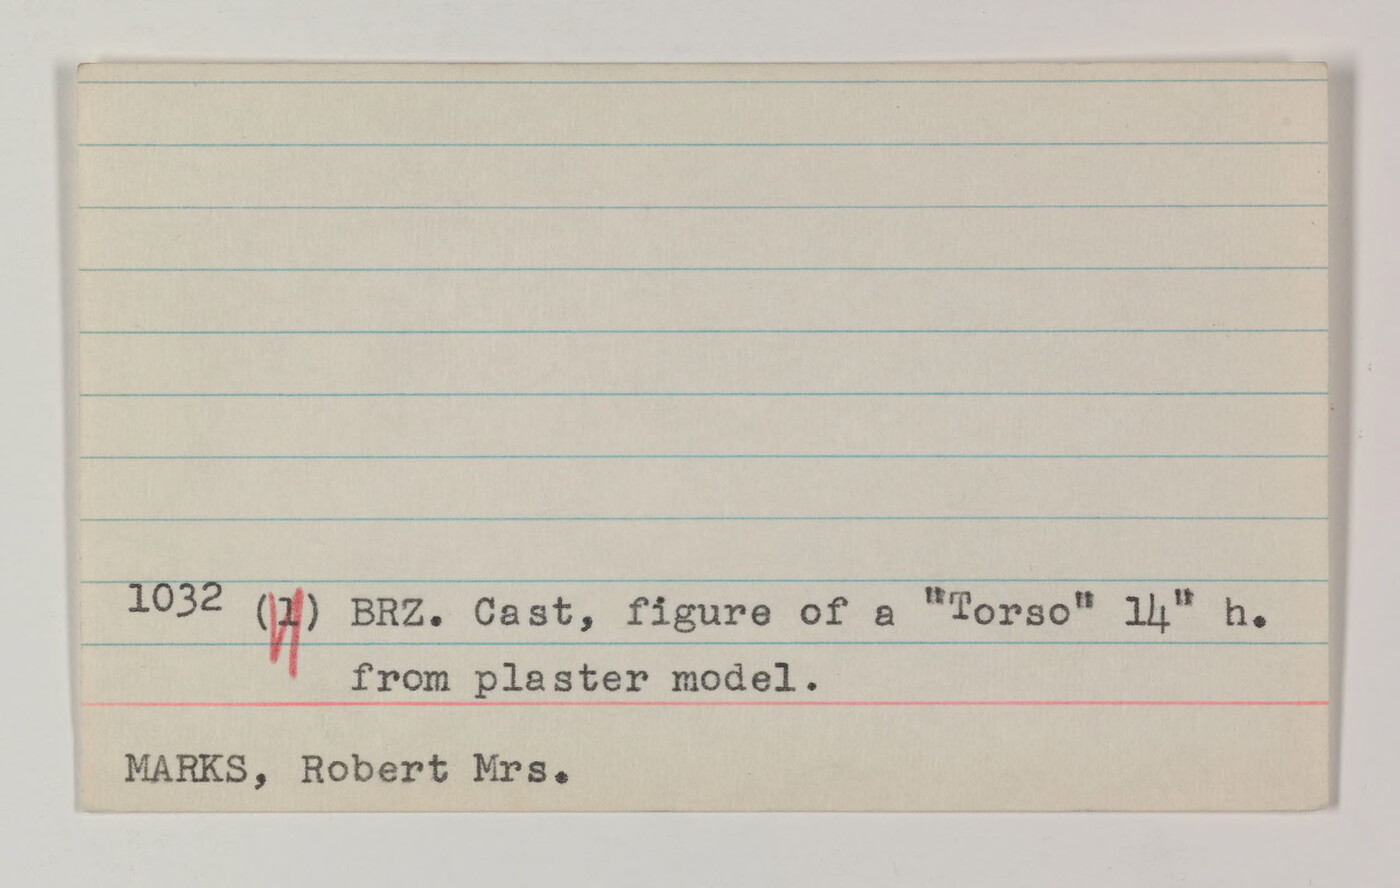 1032 (1) BRZ. Cast, figure of a "Torso" 14" h.
from plaster model.
MARKS, Robert Mrs.